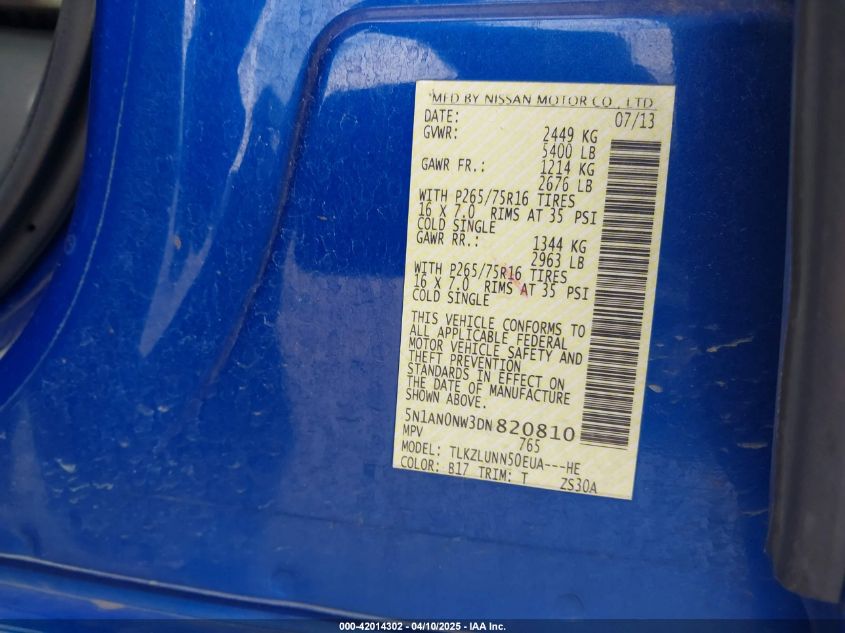 MFD BY NISSAN MOTOR CO., LTD.
DATE: 07/13
GVWR: 2449 KG
5400 LB
GAWR FR.: 1214 KG
2676 LB
WITH P265/75R16 TIRES
16 X 7.0 RIMS AT 35 PSI
COLD SINGLE
GAWR RR.: 1344 KG
2963 LB
WITH P265/75R16 TIRES
16 X 7.0 RIMS AT 35 PSI
COLD SINGLE
THIS VEHICLE CONFORMS TO
ALL APPLICABLE FEDERAL
MOTOR VEHICLE SAFETY AND
THEFT PREVENTION
STANDARDS IN EFFECT ON
THE DATE OF MANUFACTURE
SHOWN ABOVE.
5N1AN0NW3DN820810
MPV 765
MODEL: TLKZLUNN50EUA---HE
COLOR: B17 TRIM: T ZS30A
000-42014302 - 04/10/2025 - IAA Inc.